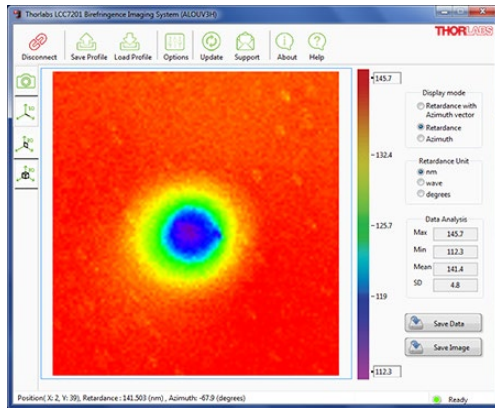 Thorlabs LCC7201 Birefringence Imaging System (ALOUV3H)
THORLABS
Disconnect Save Profile Load Profile Options Update Support About Help
145.7
132.4
125.7
119
112.3
Display mode
Retardance with
Azimuth vector
Retardance
Azimuth
Retardance Unit
nm
wave
degrees
Data Analysis
Max 145.7
Min 112.3
Mean 141.4
SD 4.8
Save Data
Save Image
Position( X: 2, Y: 39), Retardance : 141.503 (nm) , Azimuth: -67.9 (degrees)
Ready